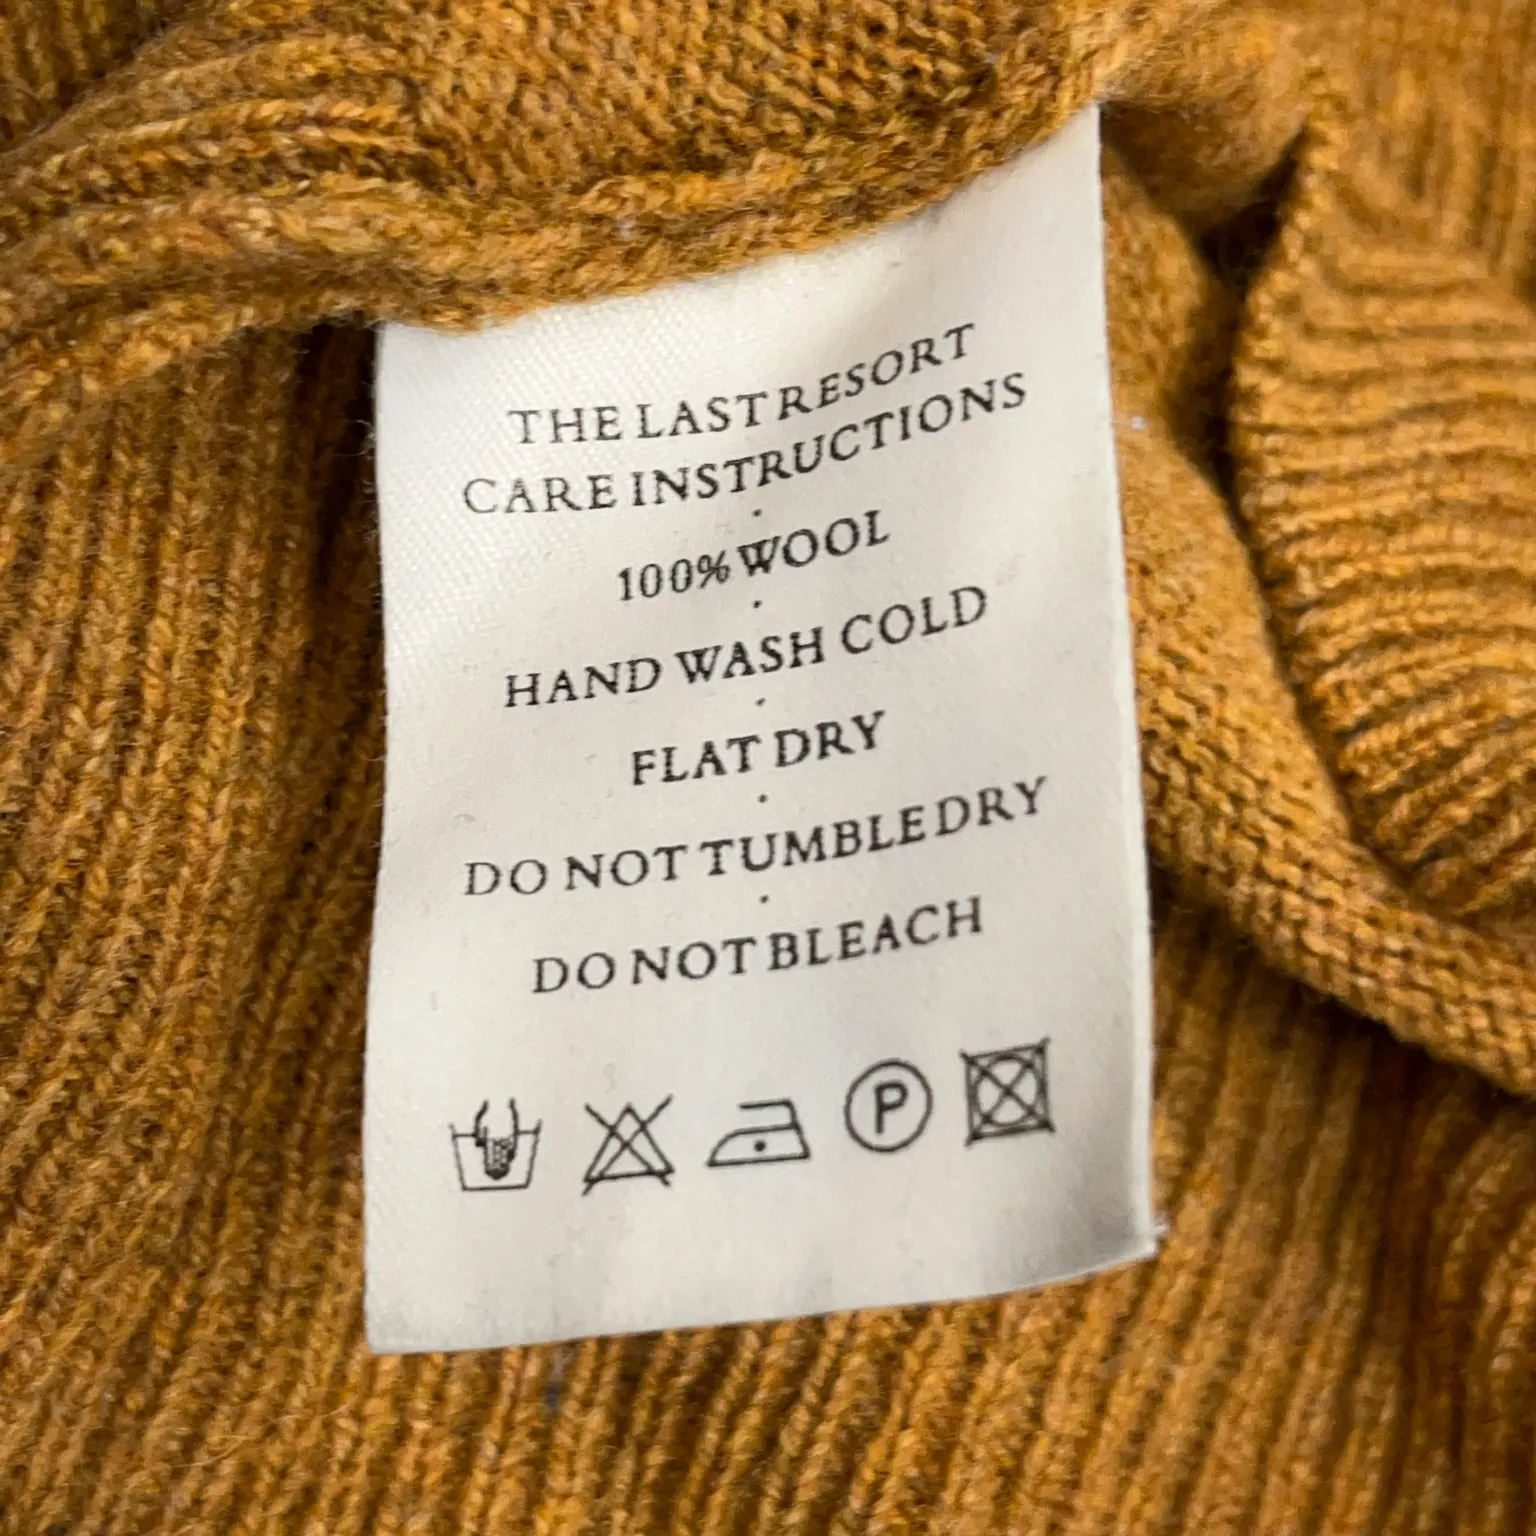 THE LAST RESORT
CARE INSTRUCTIONS
100% WOOL
HAND WASH COLD
FLAT DRY
DO NOT TUMBLE DRY
DO NOT BLEACH
P